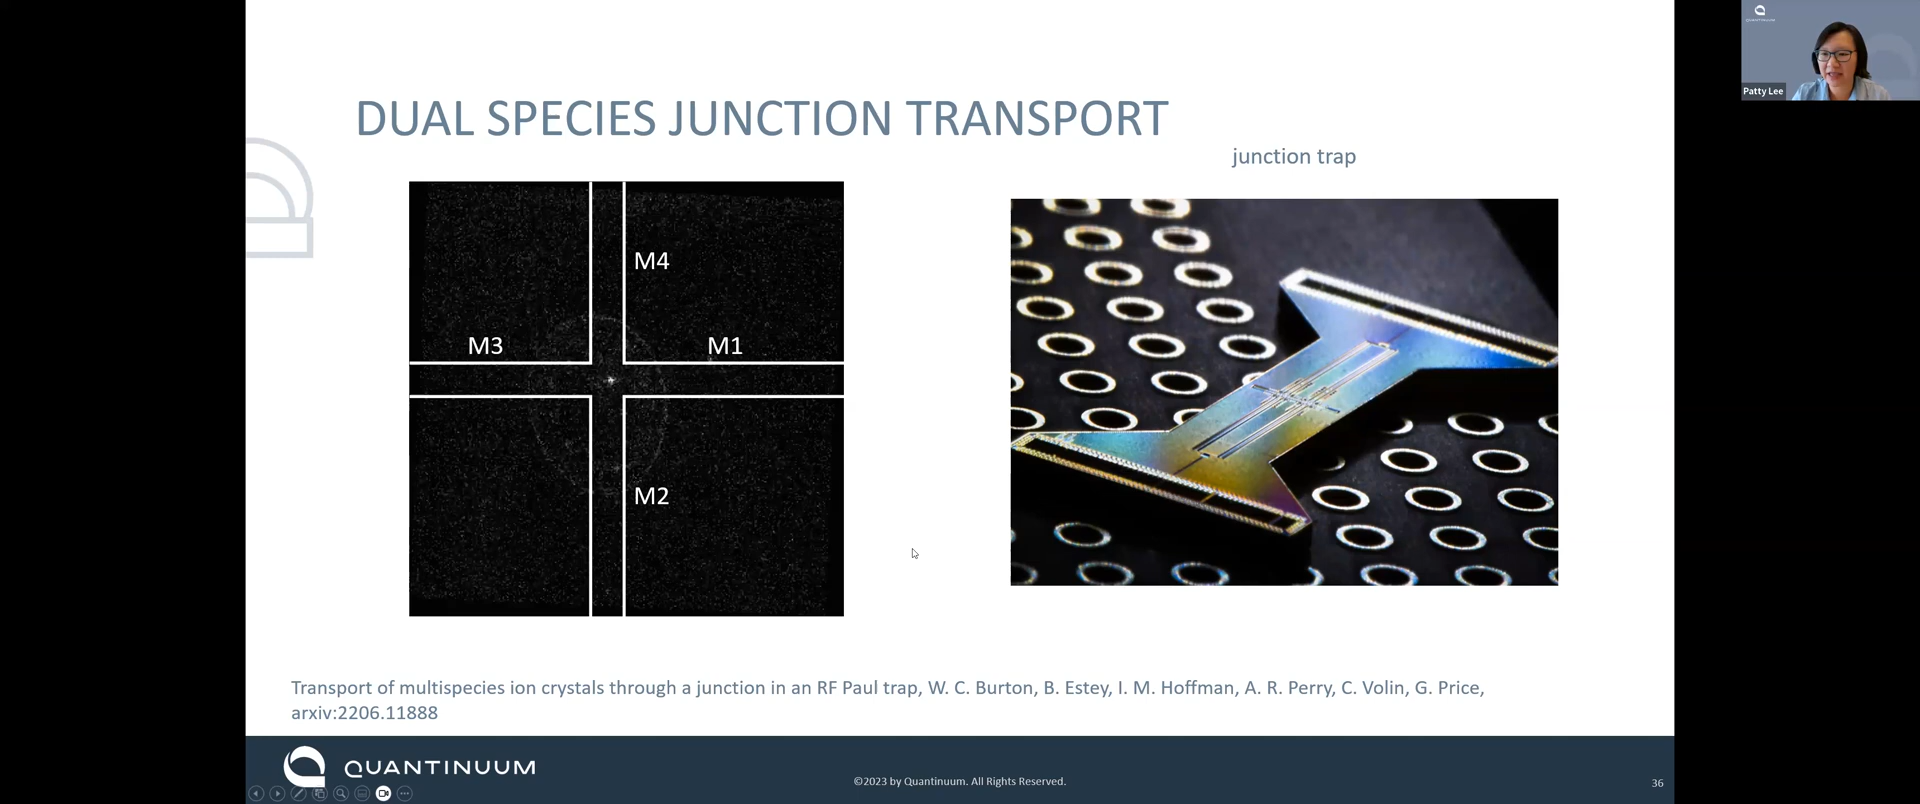 DUAL SPECIES JUNCTION TRANSPORT
junction trap
M4
M3
M1
M2
Transport of multispecies ion crystals through a junction in an RF Paul trap, W. C. Burton, B. Estey, I. M. Hoffman, A. R. Perry, C. Volin, G. Price,
arxiv:2206.11888
QUANTINUUM
©2023 by Quantinuum. All Rights Reserved.
36
QUANTINUUM
Patty Lee